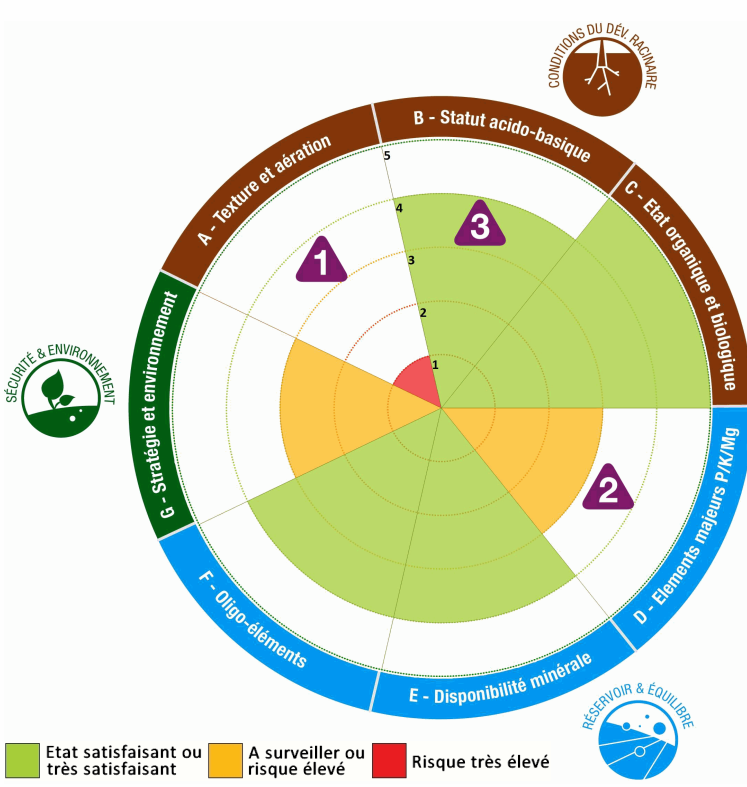 CONDITIONS DU DÉV. RACINAIRE
B - Statut acido-basique
A - Texture et aération
C - Etat organique et biologique
5
4
3
2
1
3
1
SÉCURITÉ & ENVIRONNEMENT
G - Stratégie et environnement
2
D - Elements majeurs P/K/Mg
F - Oligo-éléments
E - Disponibilité minérale
RÉSERVOIR & ÉQUILIBRE
Etat satisfaisant ou
très satisfaisant
A surveiller ou
risque élevé
Risque très élevé